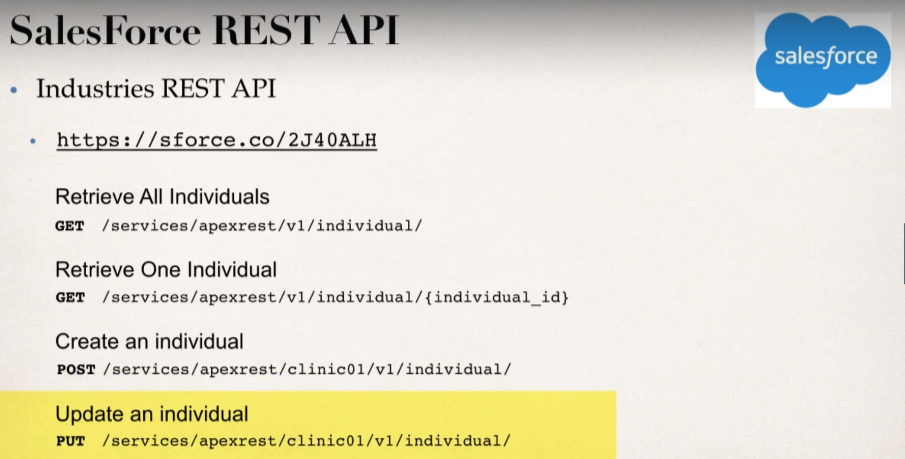 SalesForce REST API
salesforce
• Industries REST API
• https://sforce.co/2J40ALH
Retrieve All Individuals
GET /services/apexrest/v1/individual/
Retrieve One Individual
GET /services/apexrest/v1/individual/{individual_id}
Create an individual
POST /services/apexrest/clinic01/v1/individual/
Update an individual
PUT /services/apexrest/clinic01/v1/individual/